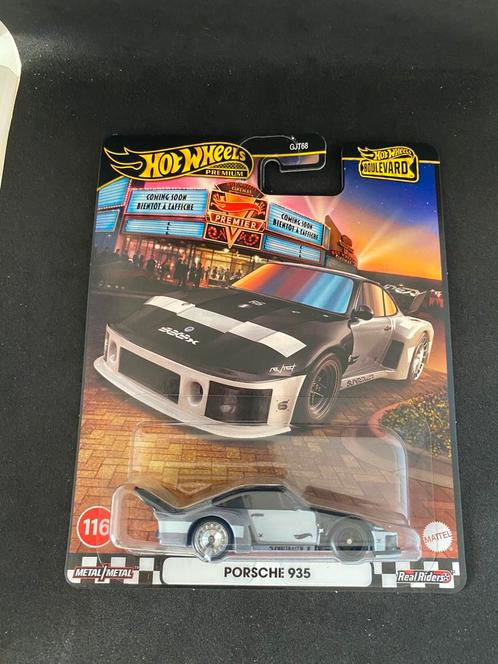 GJT68
HOT WHEELS
PREMIUM
HOT WHEELS
BOULEVARD
CINEMAS
COMING SOON
BIENTÔT À L'AFFICHE
PREMIER
COMING SOON
BIENTÔT À L'AFFICHE
116
MATTEL
METAL/METAL
PORSCHE 935
Real Riders